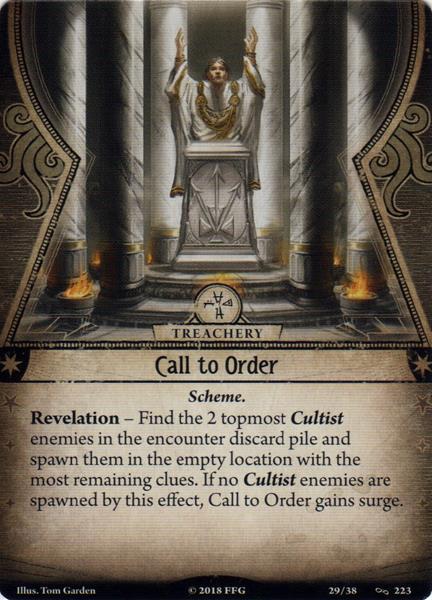 TREACHERY
Call to Order
Scheme.
Revelation – Find the 2 topmost Cultist
enemies in the encounter discard pile and
spawn them in the empty location with the
most remaining clues. If no Cultist enemies are
spawned by this effect, Call to Order gains surge.
Illus. Tom Garden © 2018 FFG 29/38 223